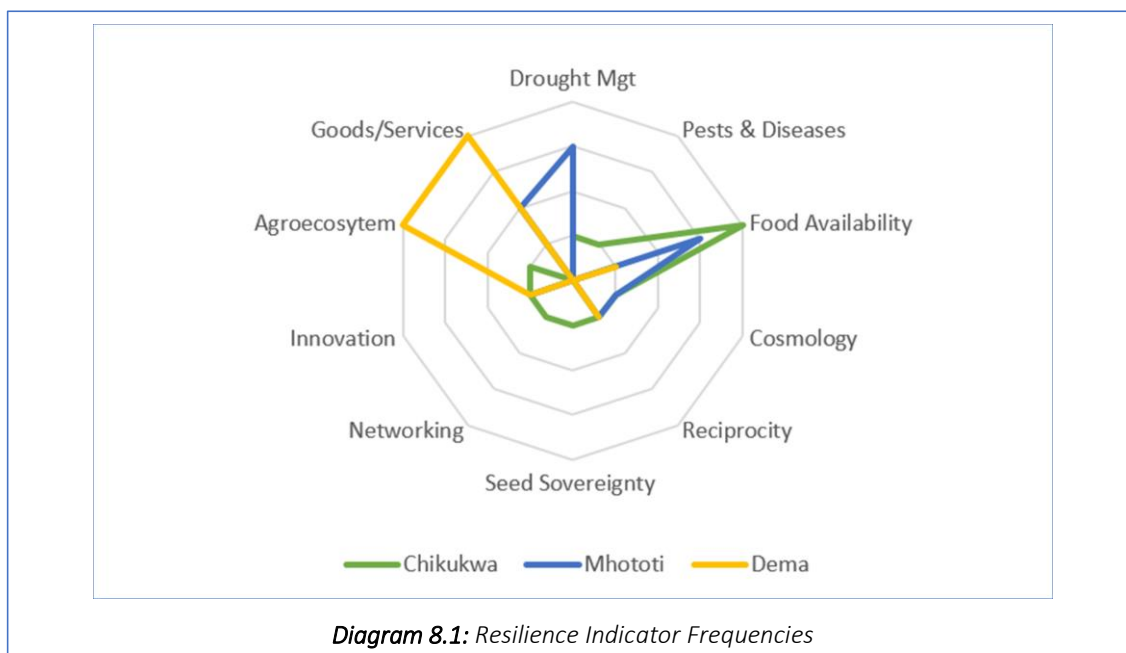 Drought Mgt
Goods/Services
Pests & Diseases
Agroecosytem
Food Availability
Innovation
Cosmology
Networking
Reciprocity
Seed Sovereignty
Chikukwa Mhototi Dema
Diagram 8.1: Resilience Indicator Frequencies